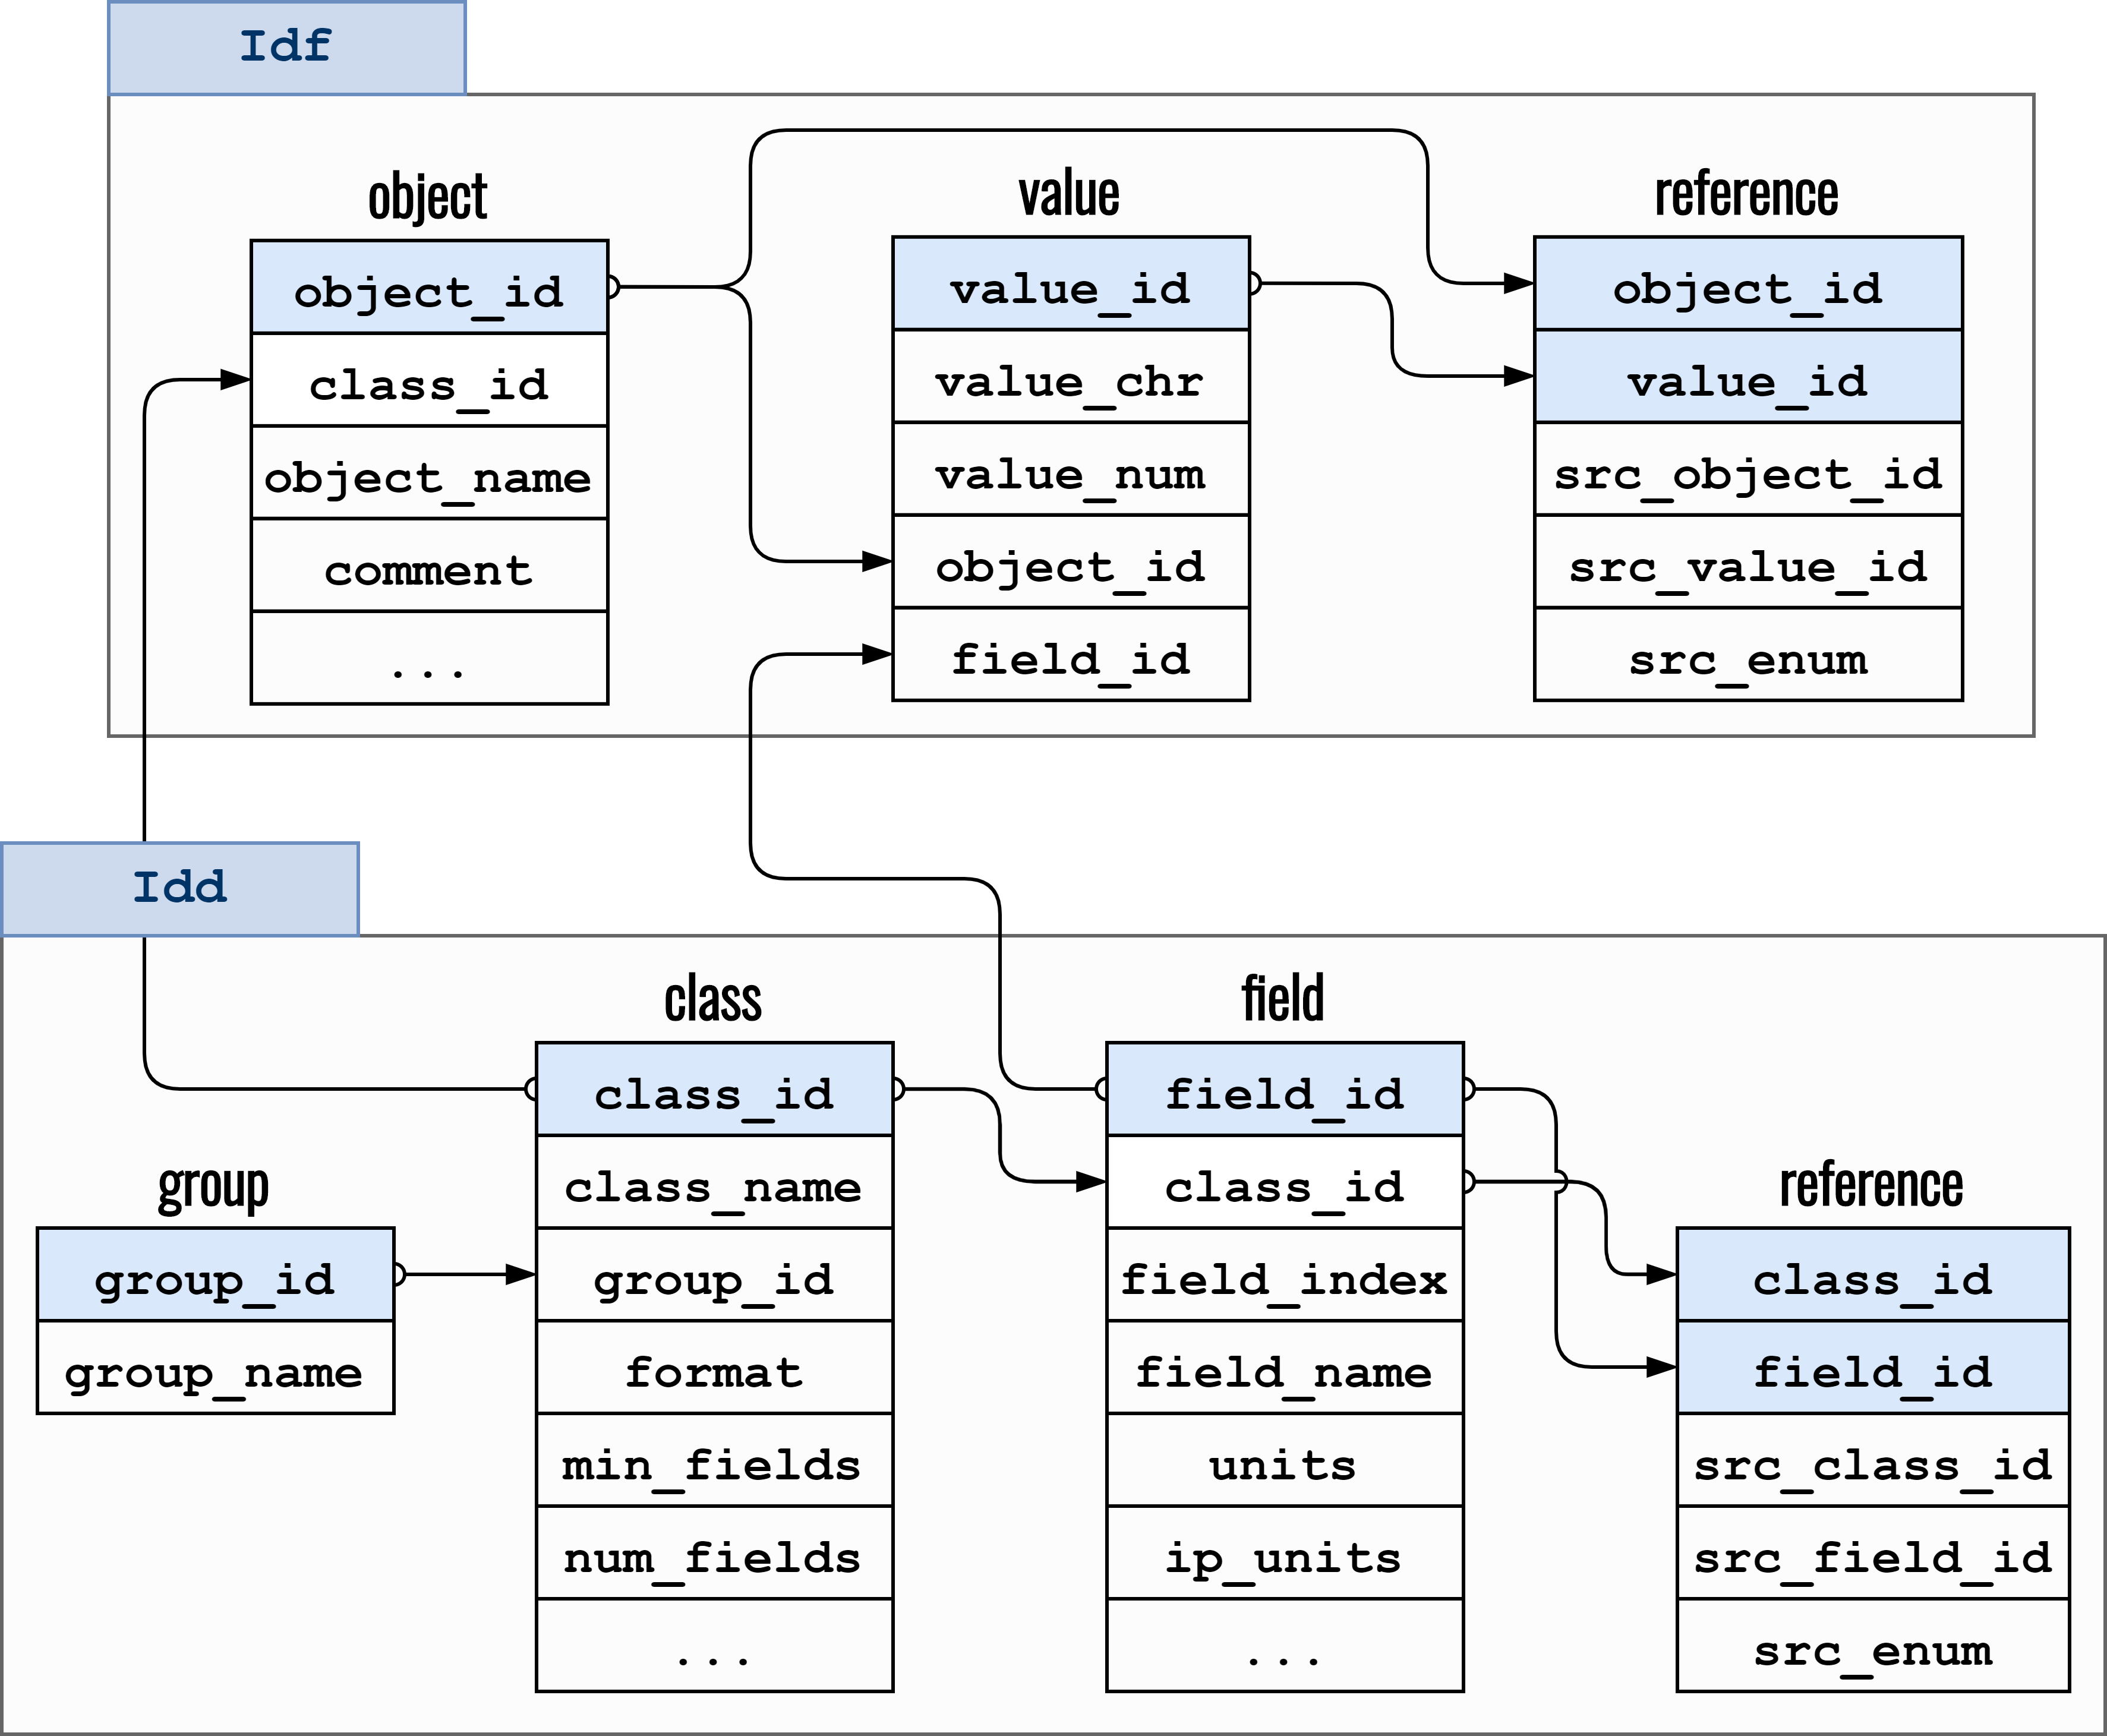 Idf
object
object_id
class_id
object_name
comment
...
value
value_id
value_chr
value_num
object_id
field_id
reference
object_id
value_id
src_object_id
src_value_id
src_enum
Idd
group
group_id
group_name
class
class_id
class_name
group_id
format
min_fields
num_fields
...
field
field_id
class_id
field_index
field_name
units
ip_units
...
reference
class_id
field_id
src_class_id
src_field_id
src_enum